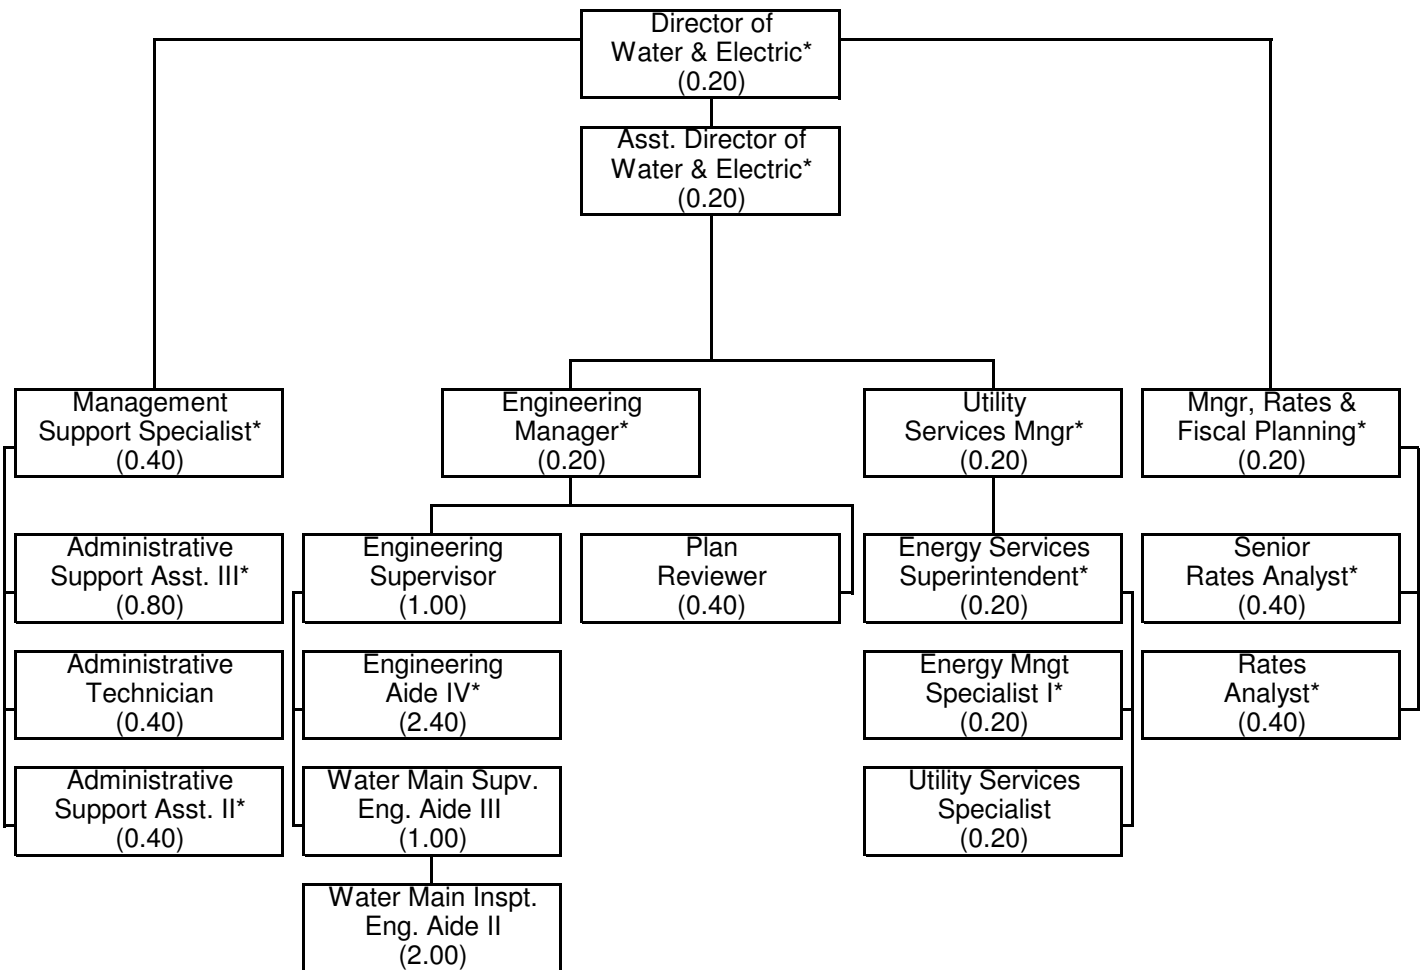 Director of
Water & Electric*
(0.20)
Asst. Director of
Water & Electric*
(0.20)
Management
Support Specialist*
(0.40)
Engineering
Manager*
(0.20)
Utility
Services Mngr*
(0.20)
Mngr, Rates &
Fiscal Planning*
(0.20)
Administrative
Support Asst. III*
(0.80)
Engineering
Supervisor
(1.00)
Plan
Reviewer
(0.40)
Energy Services
Superintendent*
(0.20)
Senior
Rates Analyst*
(0.40)
Administrative
Technician
(0.40)
Engineering
Aide IV*
(2.40)
Energy Mngt
Specialist I*
(0.20)
Rates
Analyst*
(0.40)
Administrative
Support Asst. II*
(0.40)
Water Main Supv.
Eng. Aide III
(1.00)
Utility Services
Specialist
(0.20)
Water Main Inspt.
Eng. Aide II
(2.00)